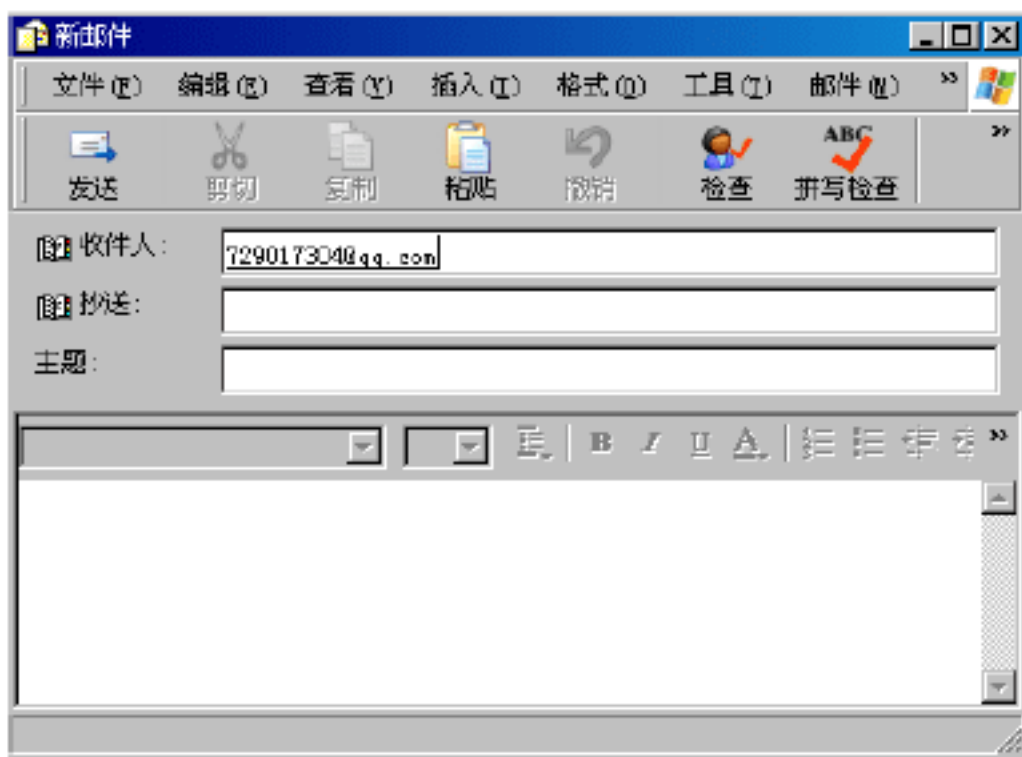 新邮件
文件(F) 编辑(E) 查看(V) 插入(I) 格式(O) 工具(T) 邮件(M) »
发送 剪切 复制 粘贴 撤销 检查 ABC 拼写检查 »
收件人: 729017304@qq.com
抄送:
主题:
B I U A »